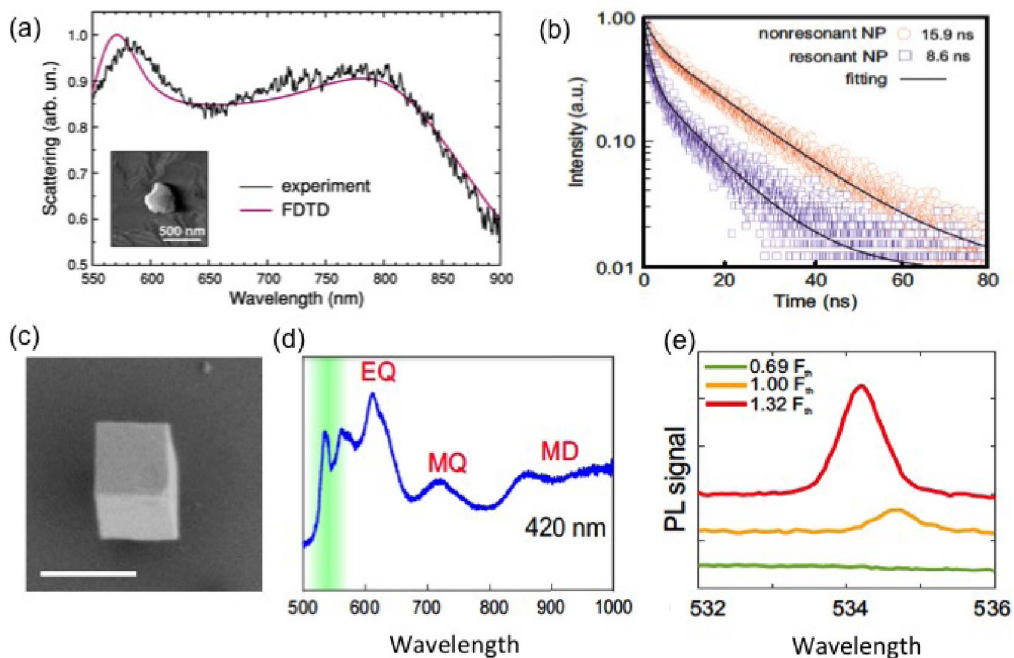 (a)
1.0
0.9
0.8
0.7
0.6
0.5
Scattering (arb. un.)
experiment
FDTD
500 nm
550 600 650 700 750 800 850 900
Wavelength (nm)
(b)
1.00
0.10
0.01
Intensity (a.u.)
nonresonant NP 15.9 ns
resonant NP 8.6 ns
fitting
0 20 40 60 80
Time (ns)
(c)
(d)
EQ
MQ
MD
420 nm
500 600 700 800 900 1000
Wavelength
(e)
0.69 F
1.00 F
1.32 F
PL signal
532 534 536
Wavelength